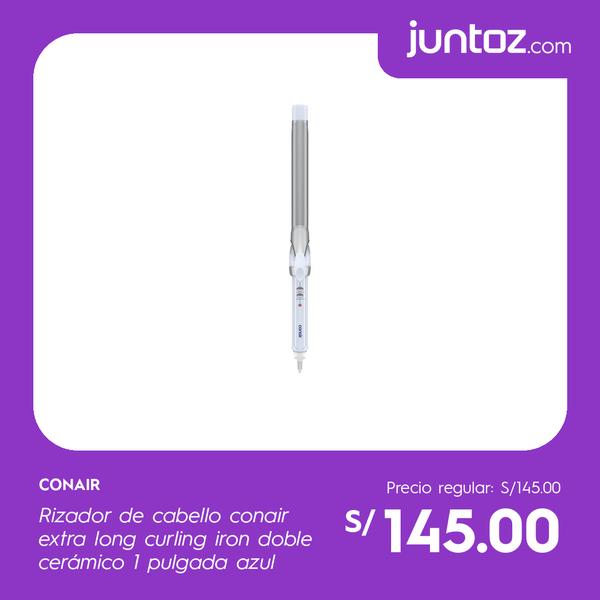 juntoz.com
conair
CONAIR
Rizador de cabello conair
extra long curling iron doble
cerámico 1 pulgada azul
Precio regular: S/145.00
S/145.00